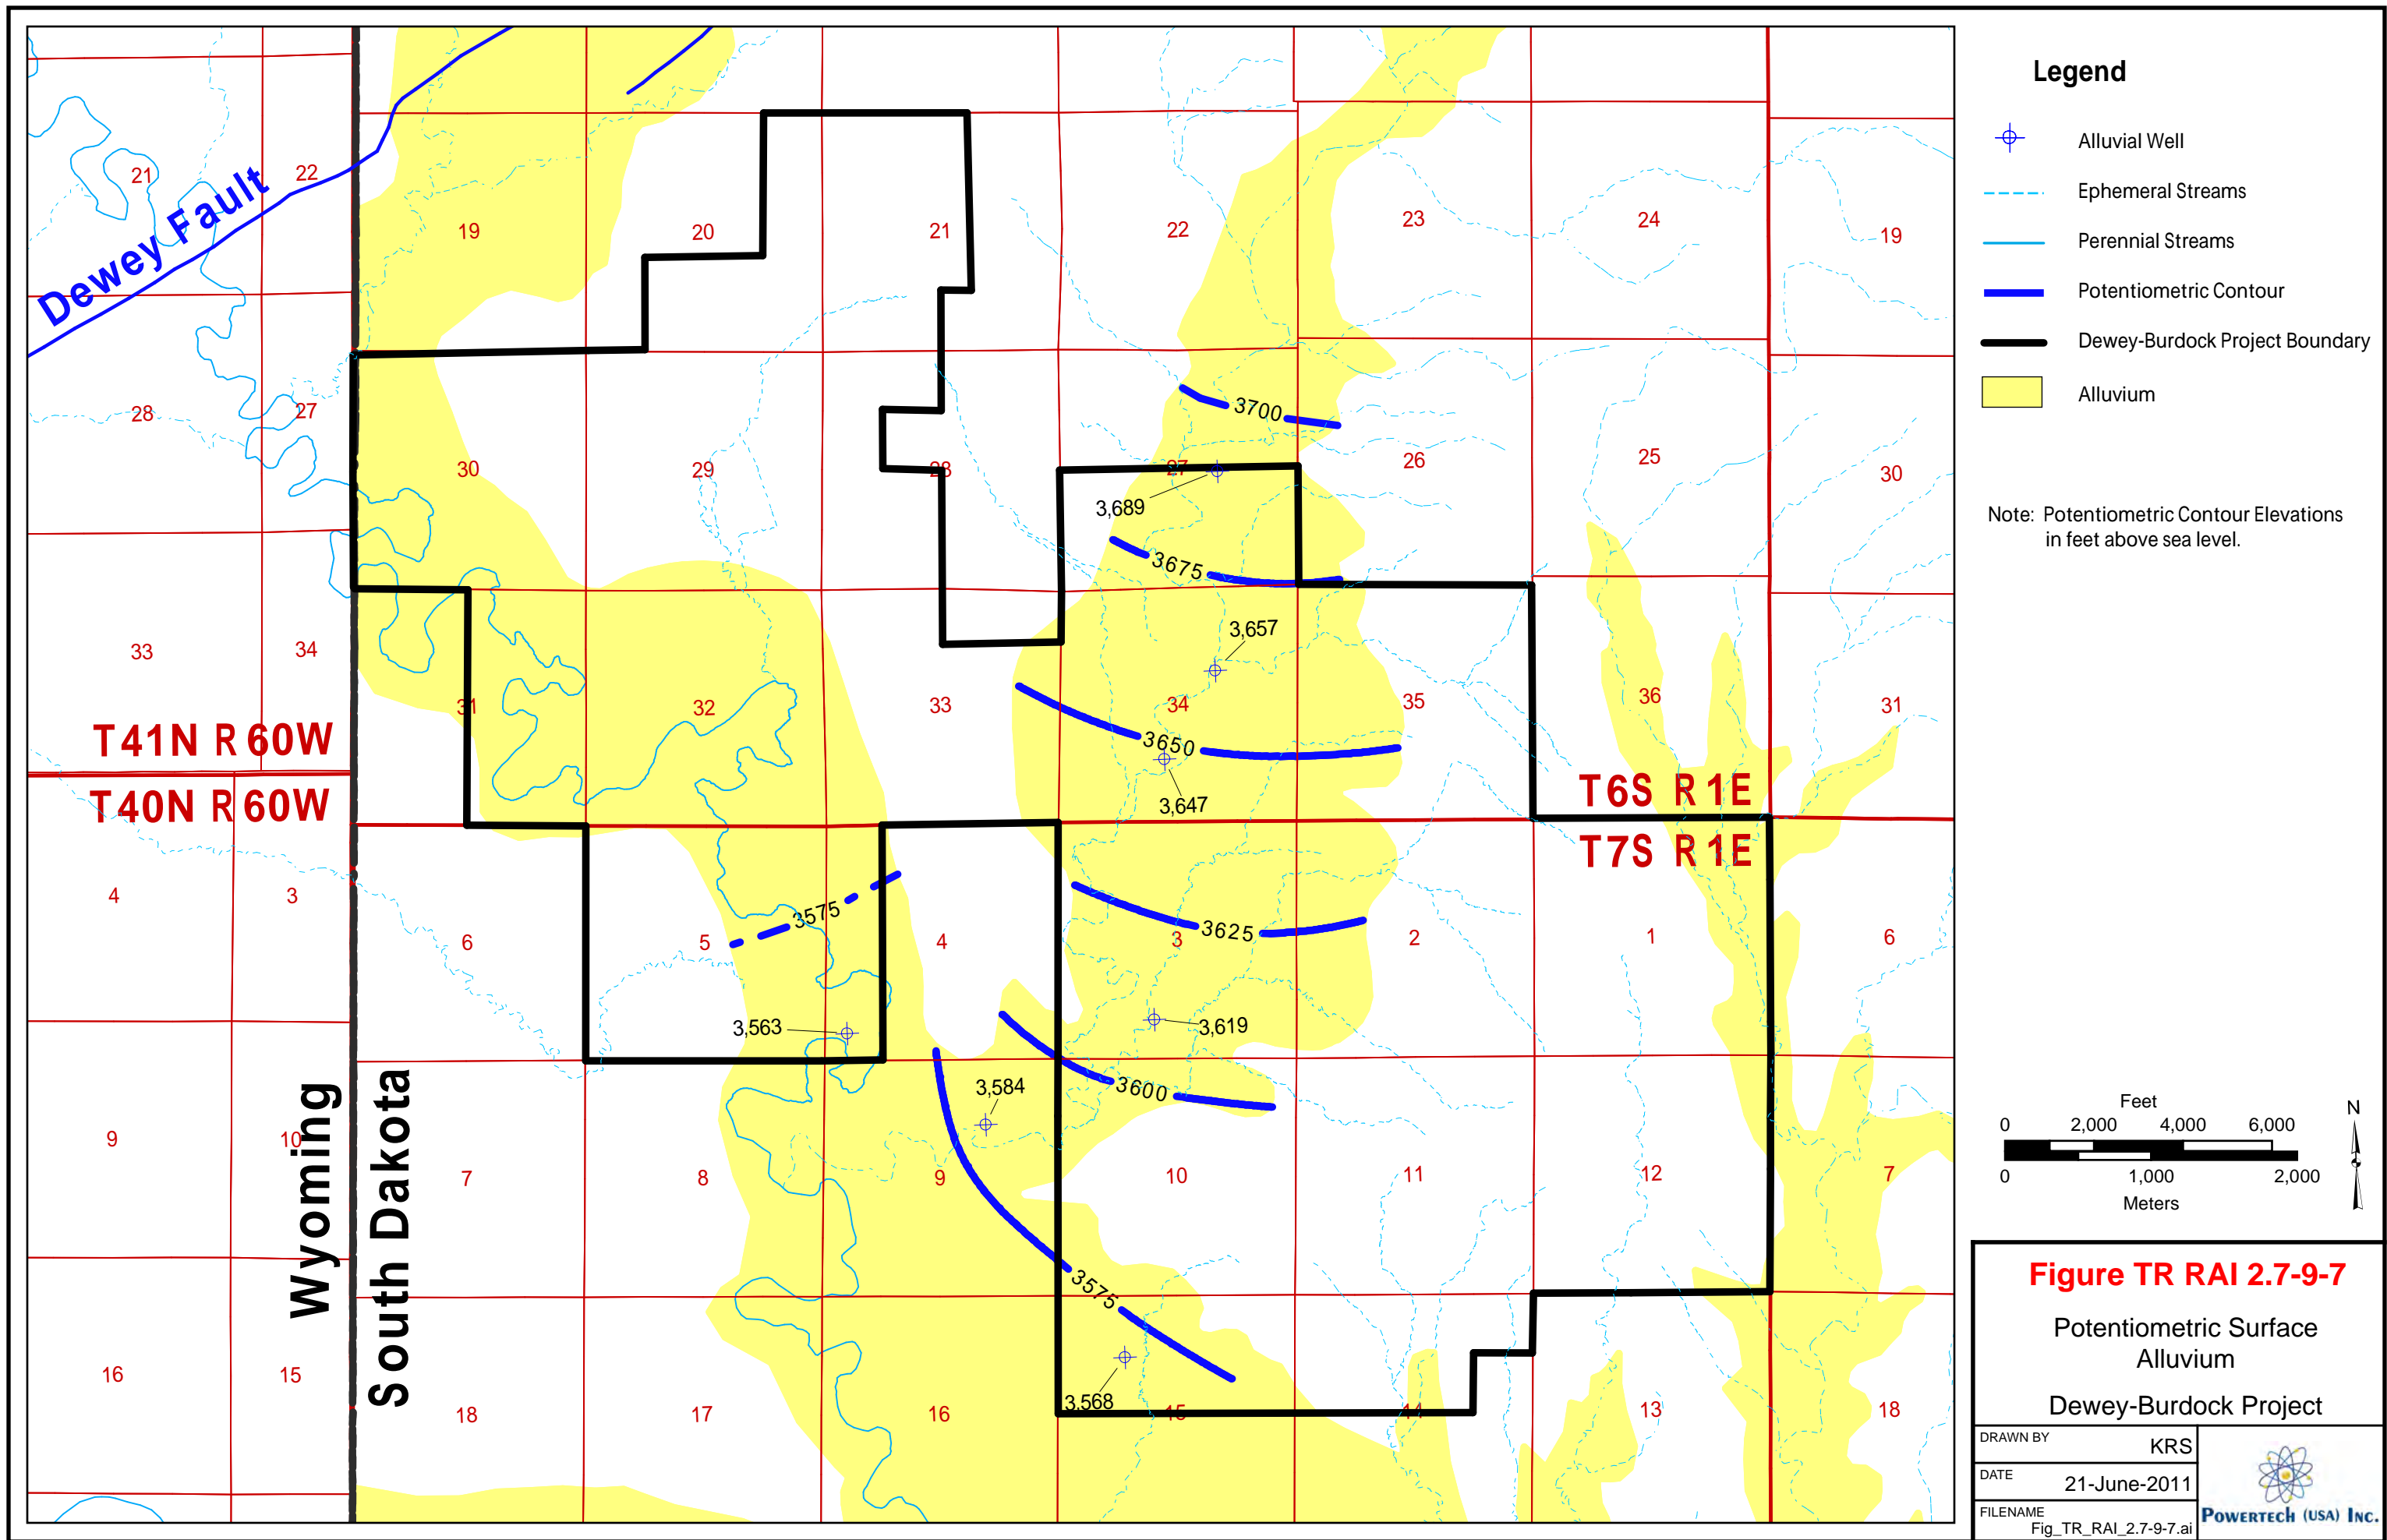 21
22
19
20
21
22
23
24
19
Dewey Fault
28
27
30
29
28
27
26
25
30
3700
3,689
3675
3,657
33
34
31
32
33
34
35
36
31
T41N R 60W
3650
T40N R 60W
3,647
T6S R 1E
T7S R 1E
4
3
6
5
4
3
2
1
6
3575
3625
3,563
3,619
3,584
3600
9
10
7
8
9
10
11
12
7
Wyoming
South Dakota
3575
16
15
18
17
16
15
14
13
18
3,568
Legend
Alluvial Well
Ephemeral Streams
Perennial Streams
Potentiometric Contour
Dewey-Burdock Project Boundary
Alluvium
Note: Potentiometric Contour Elevations
in feet above sea level.
Feet
0 2,000 4,000 6,000
0 1,000 2,000
Meters
N
Figure TR RAI 2.7-9-7
Potentiometric Surface
Alluvium
Dewey-Burdock Project
DRAWN BY
KRS
DATE
21-June-2011
FILENAME
Fig_TR_RAI_2.7-9-7.ai
POWERTECH (USA) INC.